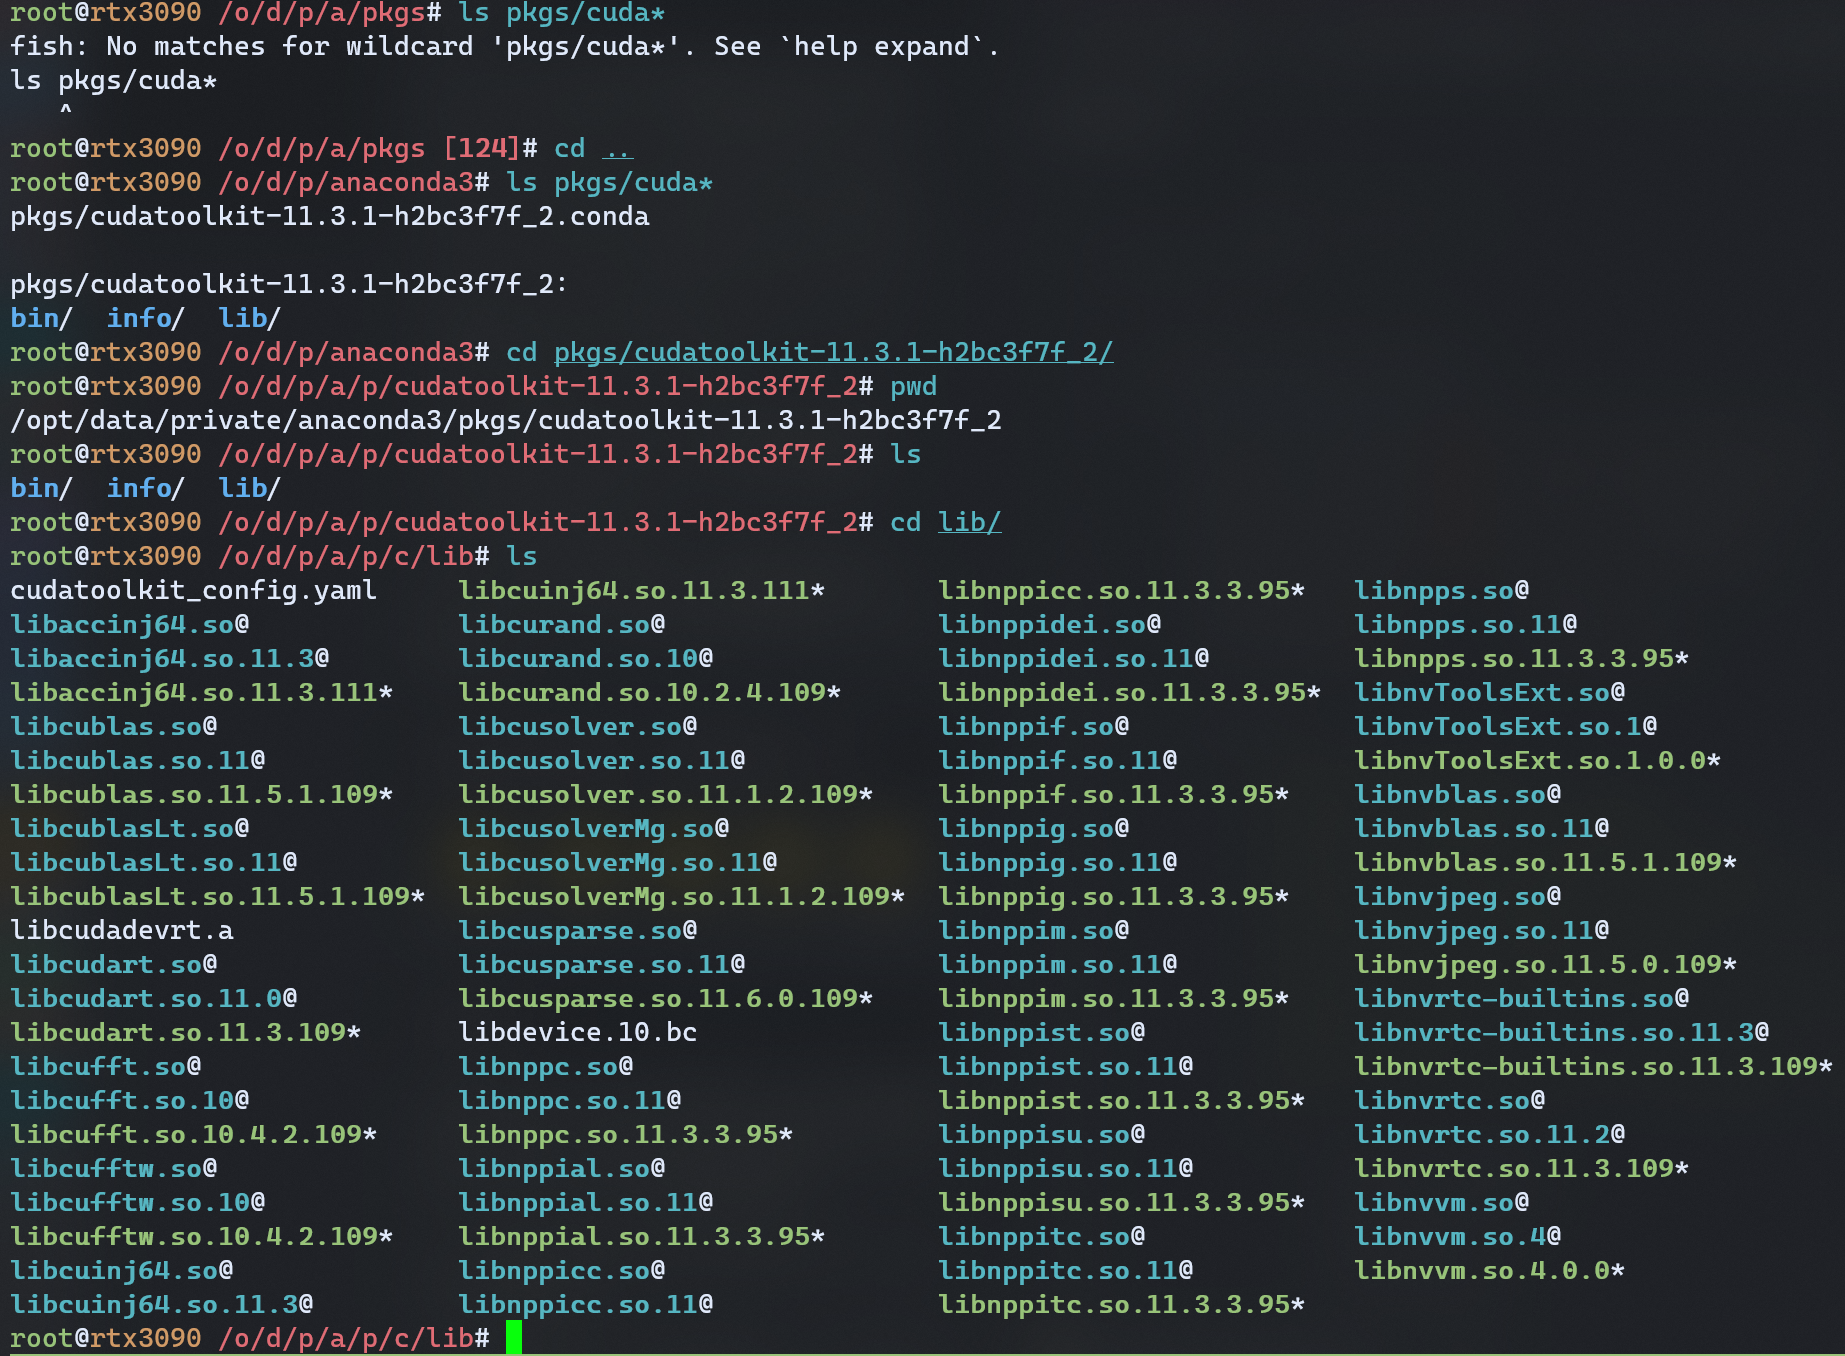 root@rtx3090 /o/d/p/a/pkgs# ls pkgs/cuda*
fish: No matches for wildcard 'pkgs/cuda*'. See `help expand`.
ls pkgs/cuda*
   ^
root@rtx3090 /o/d/p/a/pkgs [124]# cd ..
root@rtx3090 /o/d/p/anaconda3# ls pkgs/cuda*
pkgs/cudatoolkit-11.3.1-h2bc3f7f_2.conda

pkgs/cudatoolkit-11.3.1-h2bc3f7f_2:
bin/  info/  lib/
root@rtx3090 /o/d/p/anaconda3# cd pkgs/cudatoolkit-11.3.1-h2bc3f7f_2/
root@rtx3090 /o/d/p/a/p/cudatoolkit-11.3.1-h2bc3f7f_2# pwd
/opt/data/private/anaconda3/pkgs/cudatoolkit-11.3.1-h2bc3f7f_2
root@rtx3090 /o/d/p/a/p/cudatoolkit-11.3.1-h2bc3f7f_2# ls
bin/  info/  lib/
root@rtx3090 /o/d/p/a/p/cudatoolkit-11.3.1-h2bc3f7f_2# cd lib/
root@rtx3090 /o/d/p/a/p/c/lib# ls
cudatoolkit_config.yaml    libcuinj64.so.11.3.111*    libnppicc.so.11.3.3.95*    libnpps.so@
libaccinj64.so@    libcurand.so@    libnppidei.so@    libnpps.so.11@
libaccinj64.so.11.3@    libcurand.so.10@    libnppidei.so.11@    libnpps.so.11.3.3.95*
libaccinj64.so.11.3.111*    libcurand.so.10.2.4.109*    libnppidei.so.11.3.3.95*    libnvToolsExt.so@
libcublas.so@    libcusolver.so@    libnppif.so@    libnvToolsExt.so.1@
libcublas.so.11@    libcusolver.so.11@    libnppif.so.11@    libnvToolsExt.so.1.0.0*
libcublas.so.11.5.1.109*    libcusolver.so.11.1.2.109*    libnppif.so.11.3.3.95*    libnvblas.so@
libcublasLt.so@    libcusolverMg.so@    libnppig.so@    libnvblas.so.11@
libcublasLt.so.11@    libcusolverMg.so.11@    libnppig.so.11@    libnvblas.so.11.5.1.109*
libcublasLt.so.11.5.1.109*    libcusolverMg.so.11.1.2.109*    libnppig.so.11.3.3.95*    libnvjpeg.so@
libcudadevrt.a    libcusparse.so@    libnppim.so@    libnvjpeg.so.11@
libcudart.so@    libcusparse.so.11@    libnppim.so.11@    libnvjpeg.so.11.5.0.109*
libcudart.so.11.0@    libcusparse.so.11.6.0.109*    libnppim.so.11.3.3.95*    libnvrtc-builtins.so@
libcudart.so.11.3.109*    libdevice.10.bc    libnppist.so@    libnvrtc-builtins.so.11.3@
libcufft.so@    libnppc.so@    libnppist.so.11@    libnvrtc-builtins.so.11.3.109*
libcufft.so.10@    libnppc.so.11@    libnppist.so.11.3.3.95*    libnvrtc.so@
libcufft.so.10.4.2.109*    libnppc.so.11.3.3.95*    libnppisu.so@    libnvrtc.so.11.2@
libcufftw.so@    libnppial.so@    libnppisu.so.11@    libnvrtc.so.11.3.109*
libcufftw.so.10@    libnppial.so.11@    libnppisu.so.11.3.3.95*    libnvvm.so@
libcufftw.so.10.4.2.109*    libnppial.so.11.3.3.95*    libnppitc.so@    libnvvm.so.4@
libcuinj64.so@    libnppicc.so@    libnppitc.so.11@    libnvvm.so.4.0.0*
libcuinj64.so.11.3@    libnppicc.so.11@    libnppitc.so.11.3.3.95*
root@rtx3090 /o/d/p/a/p/c/lib#